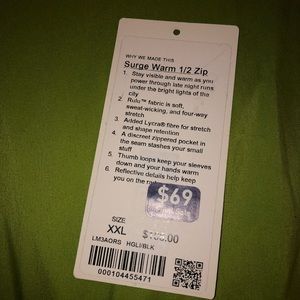 WHY WE MADE THIS
Surge Warm 1/2 Zip
1. Stay visible and warm as you
power through late night runs
under the bright lights of the
city
2. Rulu™ fabric is soft,
sweat-wicking, and four-way
stretch
3. Added Lycra® fibre for stretch
and shape retention
4. A discreet zippered pocket in
the seam stashes your small
stuff
5. Thumb loops keep your sleeves
down and your hands warm
6. Reflective details help keep
you on the
$69
SIZE
XXL
LM3AQRS HGLI/BLK
000104455471